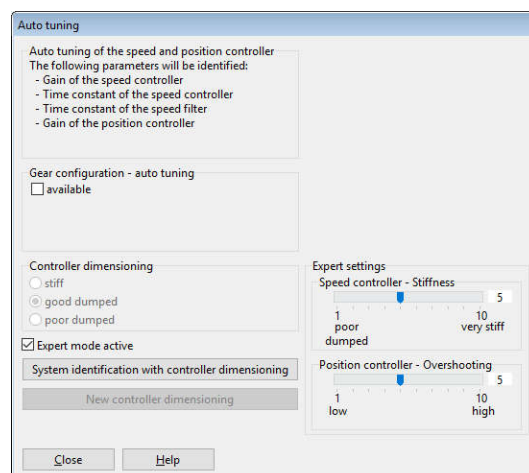 Auto tuning
Auto tuning of the speed and position controller
The following parameters will be identified:
- Gain of the speed controller
- Time constant of the speed controller
- Time constant of the speed filter
- Gain of the position controller
Gear configuration - auto tuning
available
Controller dimensioning
stiff
good dumped
poor dumped
Expert mode active
System identification with controller dimensioning
New controller dimensioning
Expert settings
Speed controller - Stiffness
5
1 10
poor very stiff
dumped
Position controller - Overshooting
5
1 10
low high
Close Help